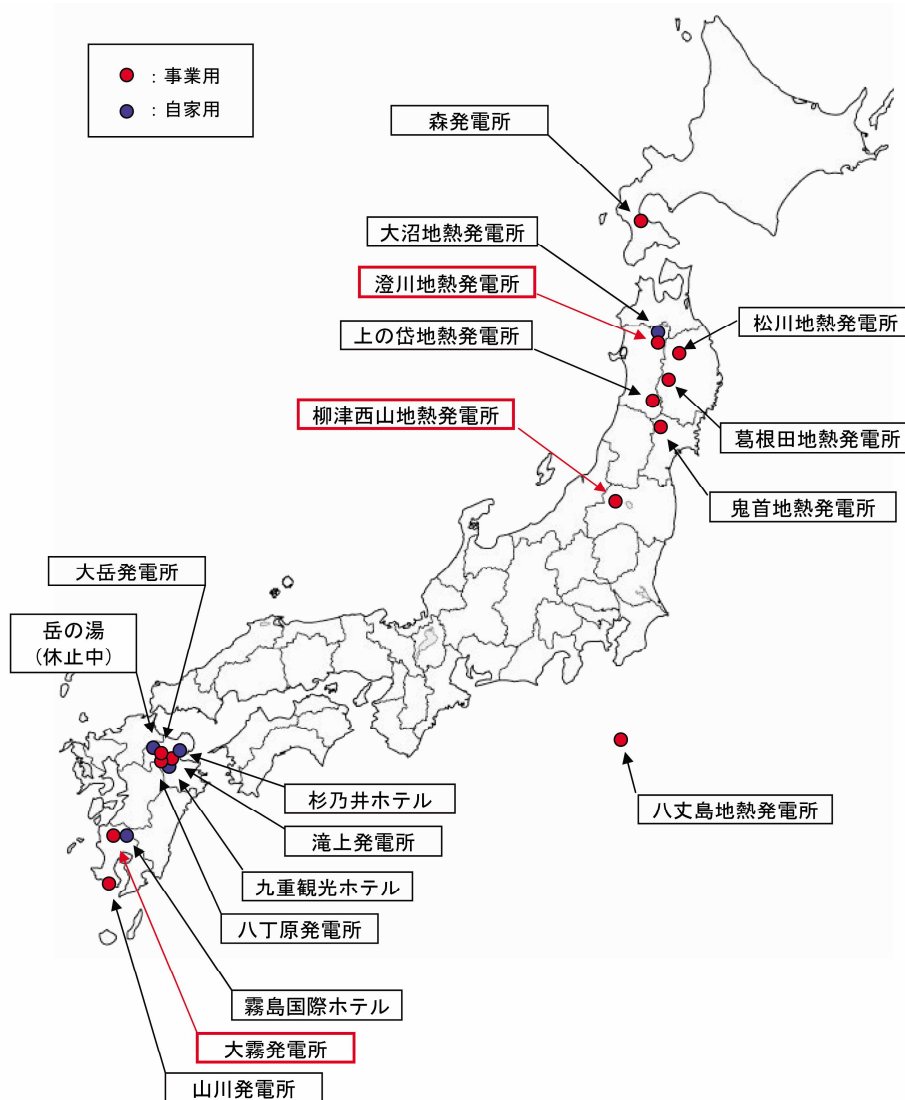 ：事業用
：自家用
森発電所
大沼地熱発電所
澄川地熱発電所
松川地熱発電所
上の岱地熱発電所
柳津西山地熱発電所
葛根田地熱発電所
鬼首地熱発電所
大岳発電所
岳の湯
(休止中)
杉乃井ホテル
八丈島地熱発電所
滝上発電所
九重観光ホテル
八丁原発電所
霧島国際ホテル
大霧発電所
山川発電所